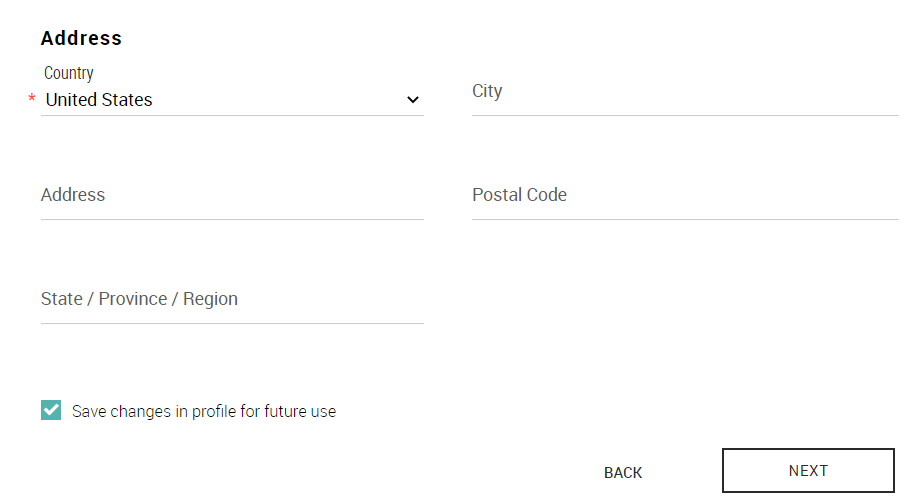 Address
Country
* United States
City
Address
Postal Code
State / Province / Region
Save changes in profile for future use
BACK
NEXT